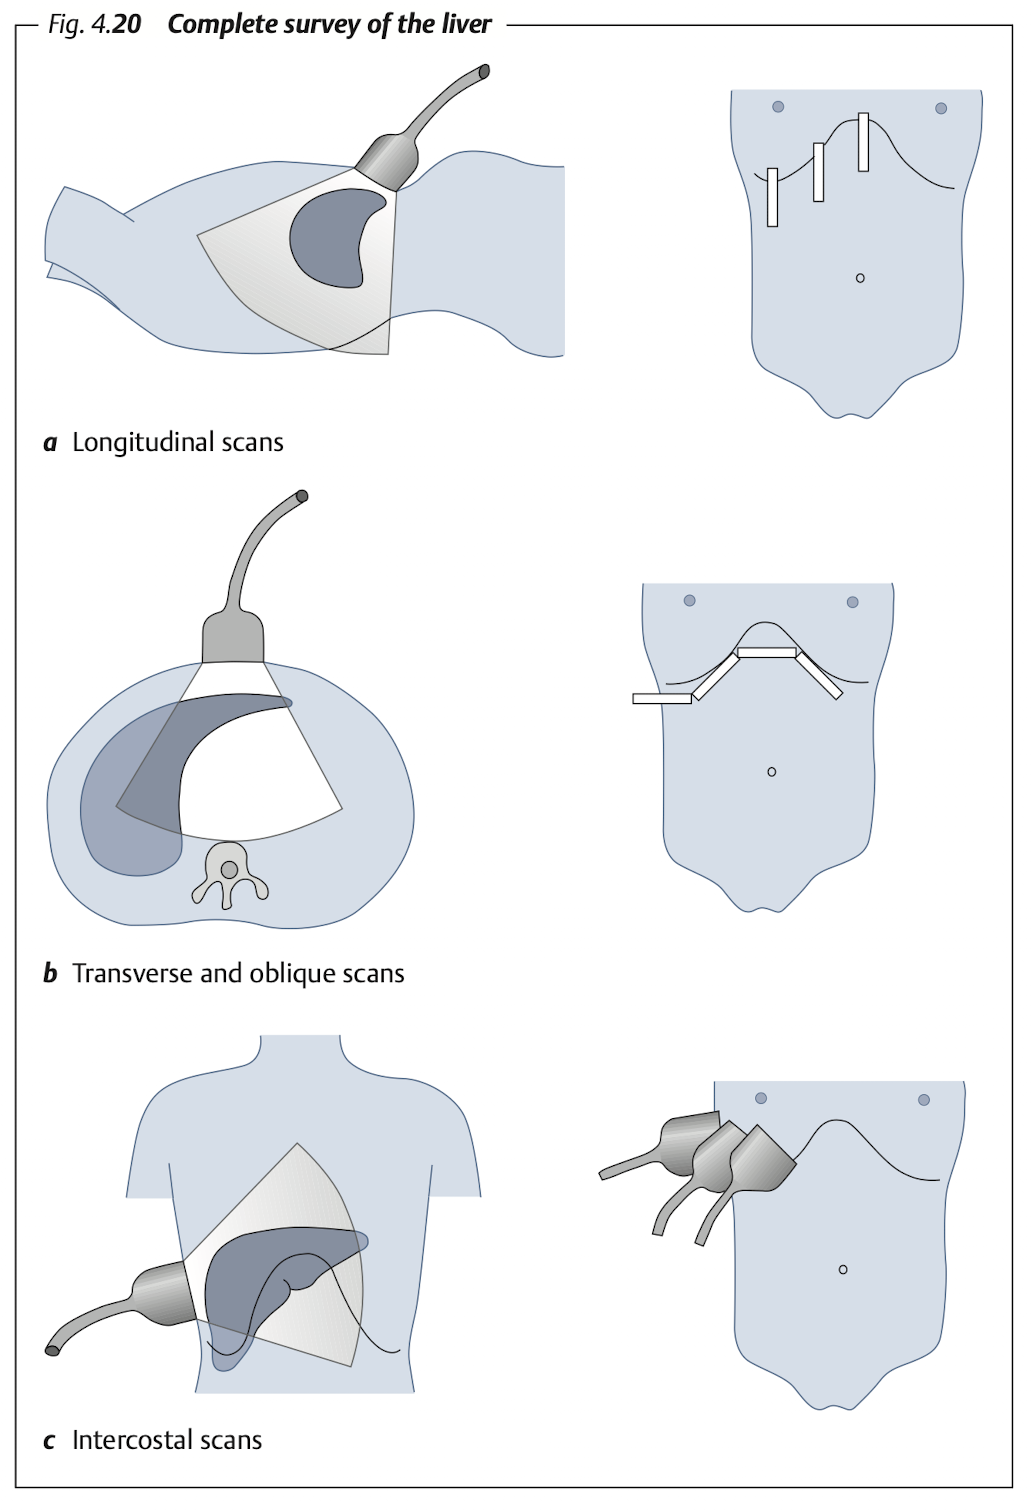 Fig. 4.20 Complete survey of the liver
a Longitudinal scans
b Transverse and oblique scans
c Intercostal scans